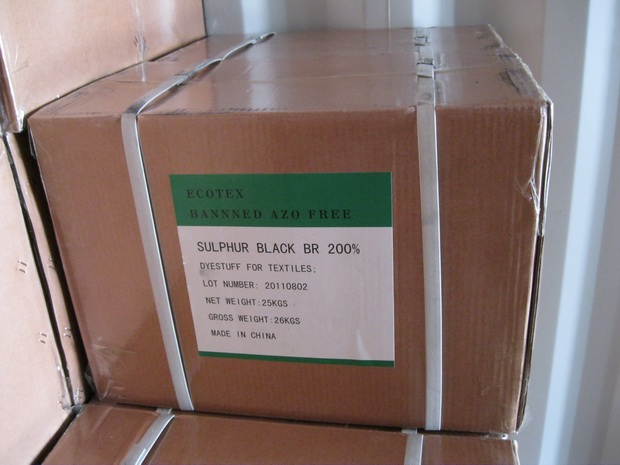 ECOTEX
BANNNED AZO FREE
SULPHUR BLACK BR 200%
DYESTUFF FOR TEXTILES;
LOT NUMBER: 20110802
NET WEIGHT:25KGS
GROSS WEIGHT:26KGS
MADE IN CHINA